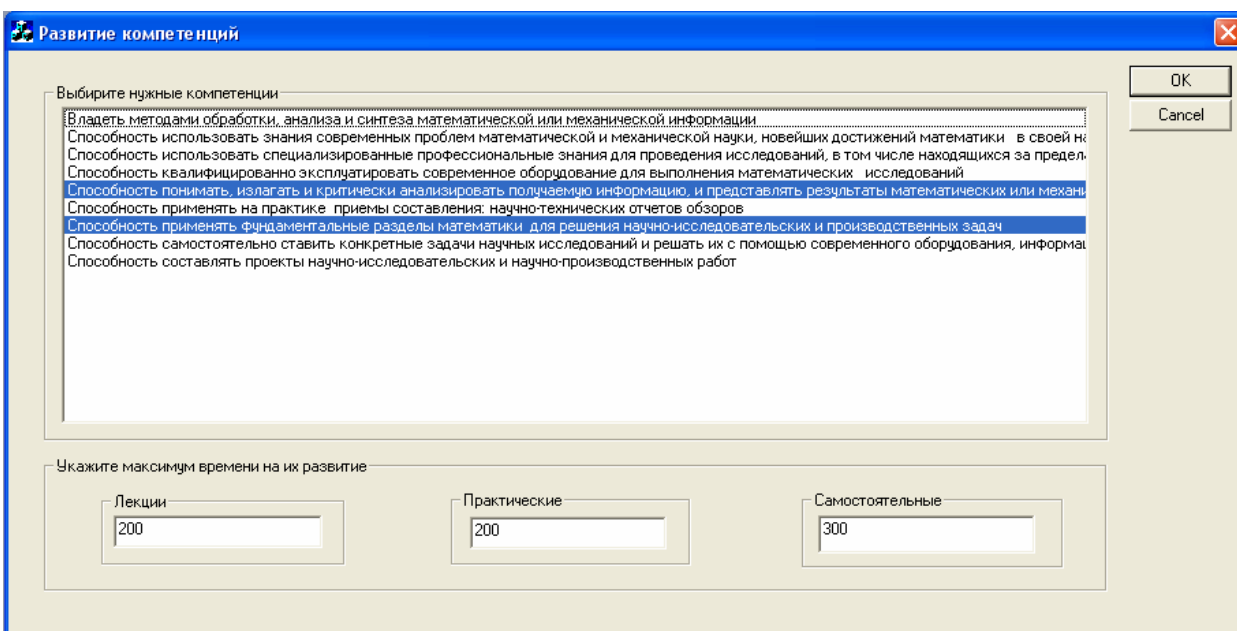 Развитие компетенций
OK
Cancel
Выбирите нужные компетенции
Владеть методами обработки, анализа и синтеза математической или механической информации
Способность использовать знания современных проблем математической и механической науки, новейших достижений математики в своей
Способность использовать специализированные профессиональные знания для проведения исследований, в том числе находящихся за
Способность квалифицированно эксплуатировать современное оборудование для выполнения математических исследований
Способность понимать, излагать и критически анализировать получаемую информацию, и представлять результаты математических или
Способность применять на практике приемы составления: научно-технических отчетов обзоров
Способность применять фундаментальные разделы математики для решения научно-исследовательских и производственных задач
Способность самостоятельно ставить конкретные задачи научных исследований и решать их с помощью современного оборудования,
Способность составлять проекты научно-исследовательских и научно-производственных работ
Укажите максимум времени на их развитие
Лекции
200
Практические
200
Самостоятельные
300